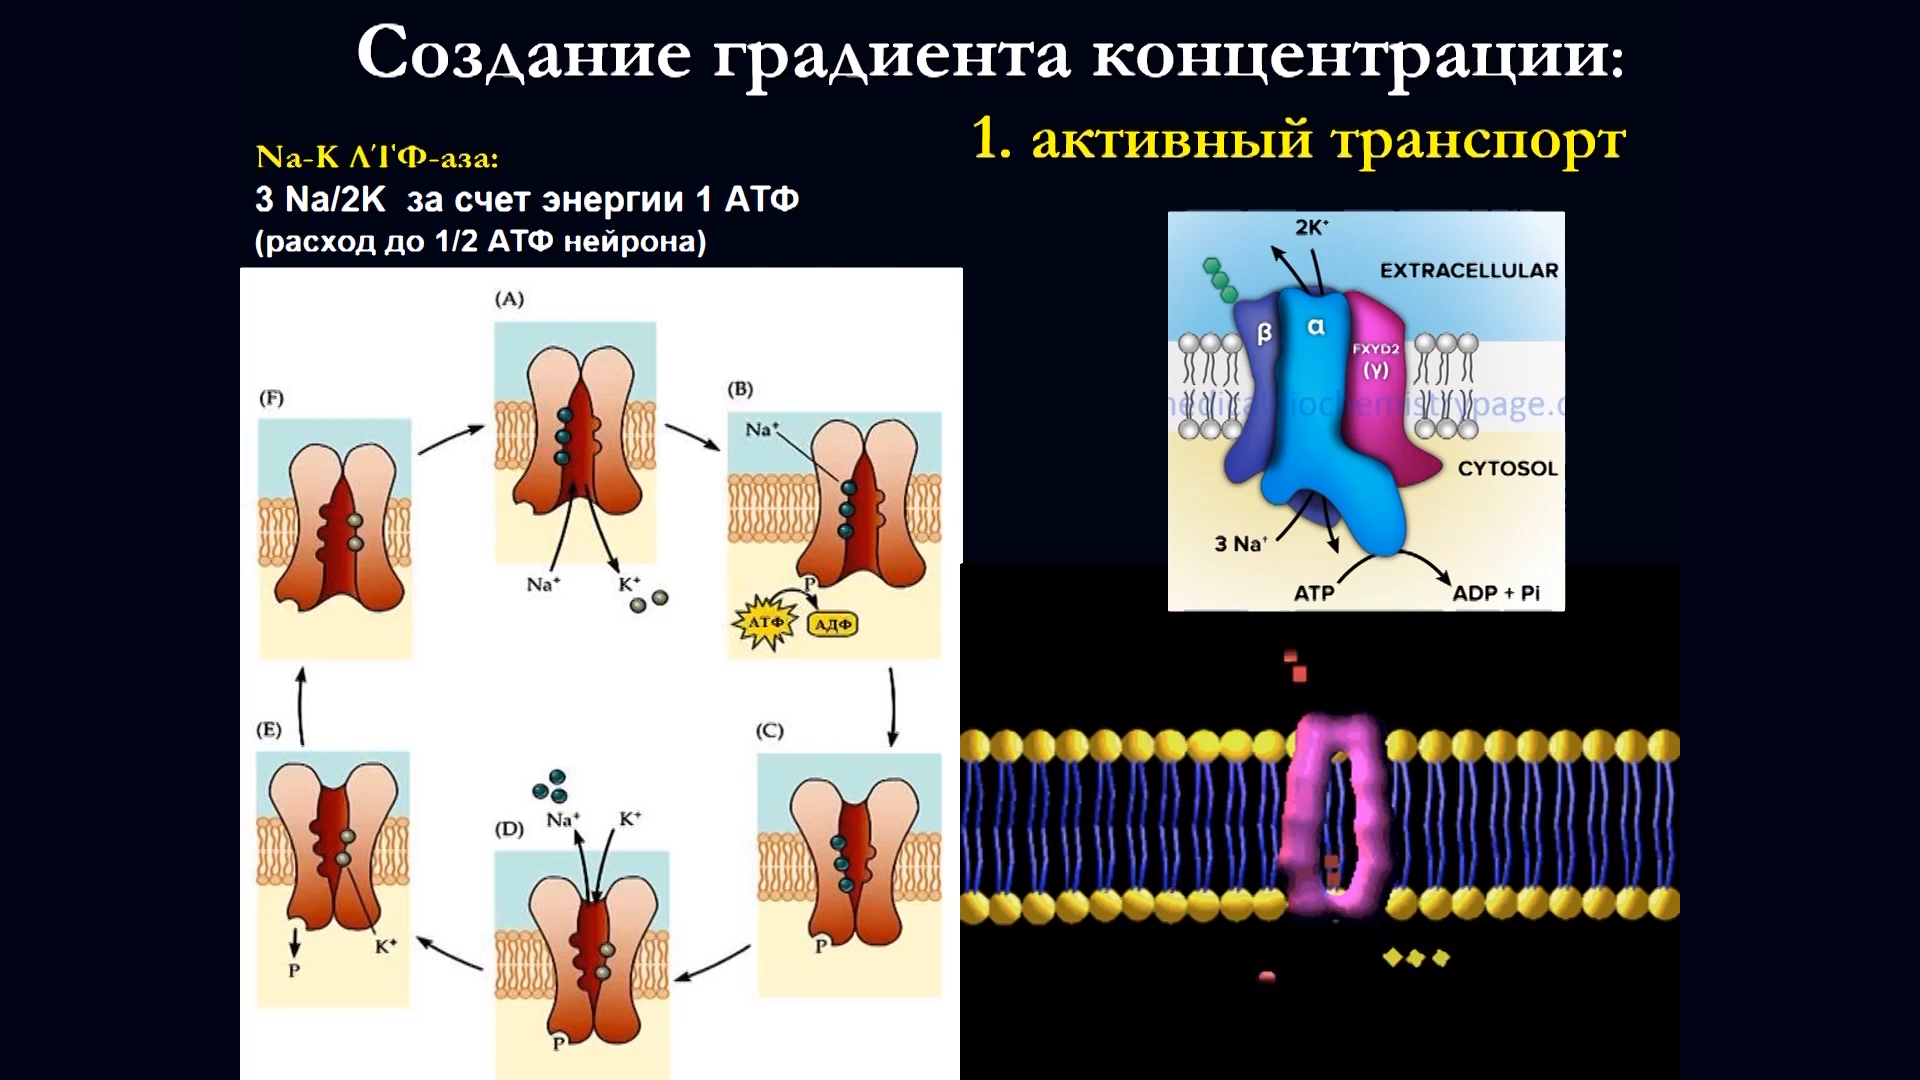 Создание градиента концентрации:
1. активный транспорт
Na-K АТФ-аза:
3 Na/2K за счет энергии 1 АТФ
(расход до 1/2 АТФ нейрона)
(A)
Na⁺
K⁺
(B)
Na⁺
P
АТФ
АДФ
(C)
P
(D)
Na⁺
K⁺
P
(E)
P
K⁺
(F)
2K⁺
EXTRACELLULAR
β
α
FXYD2
(γ)
CYTOSOL
3 Na⁺
ATP
ADP + Pi